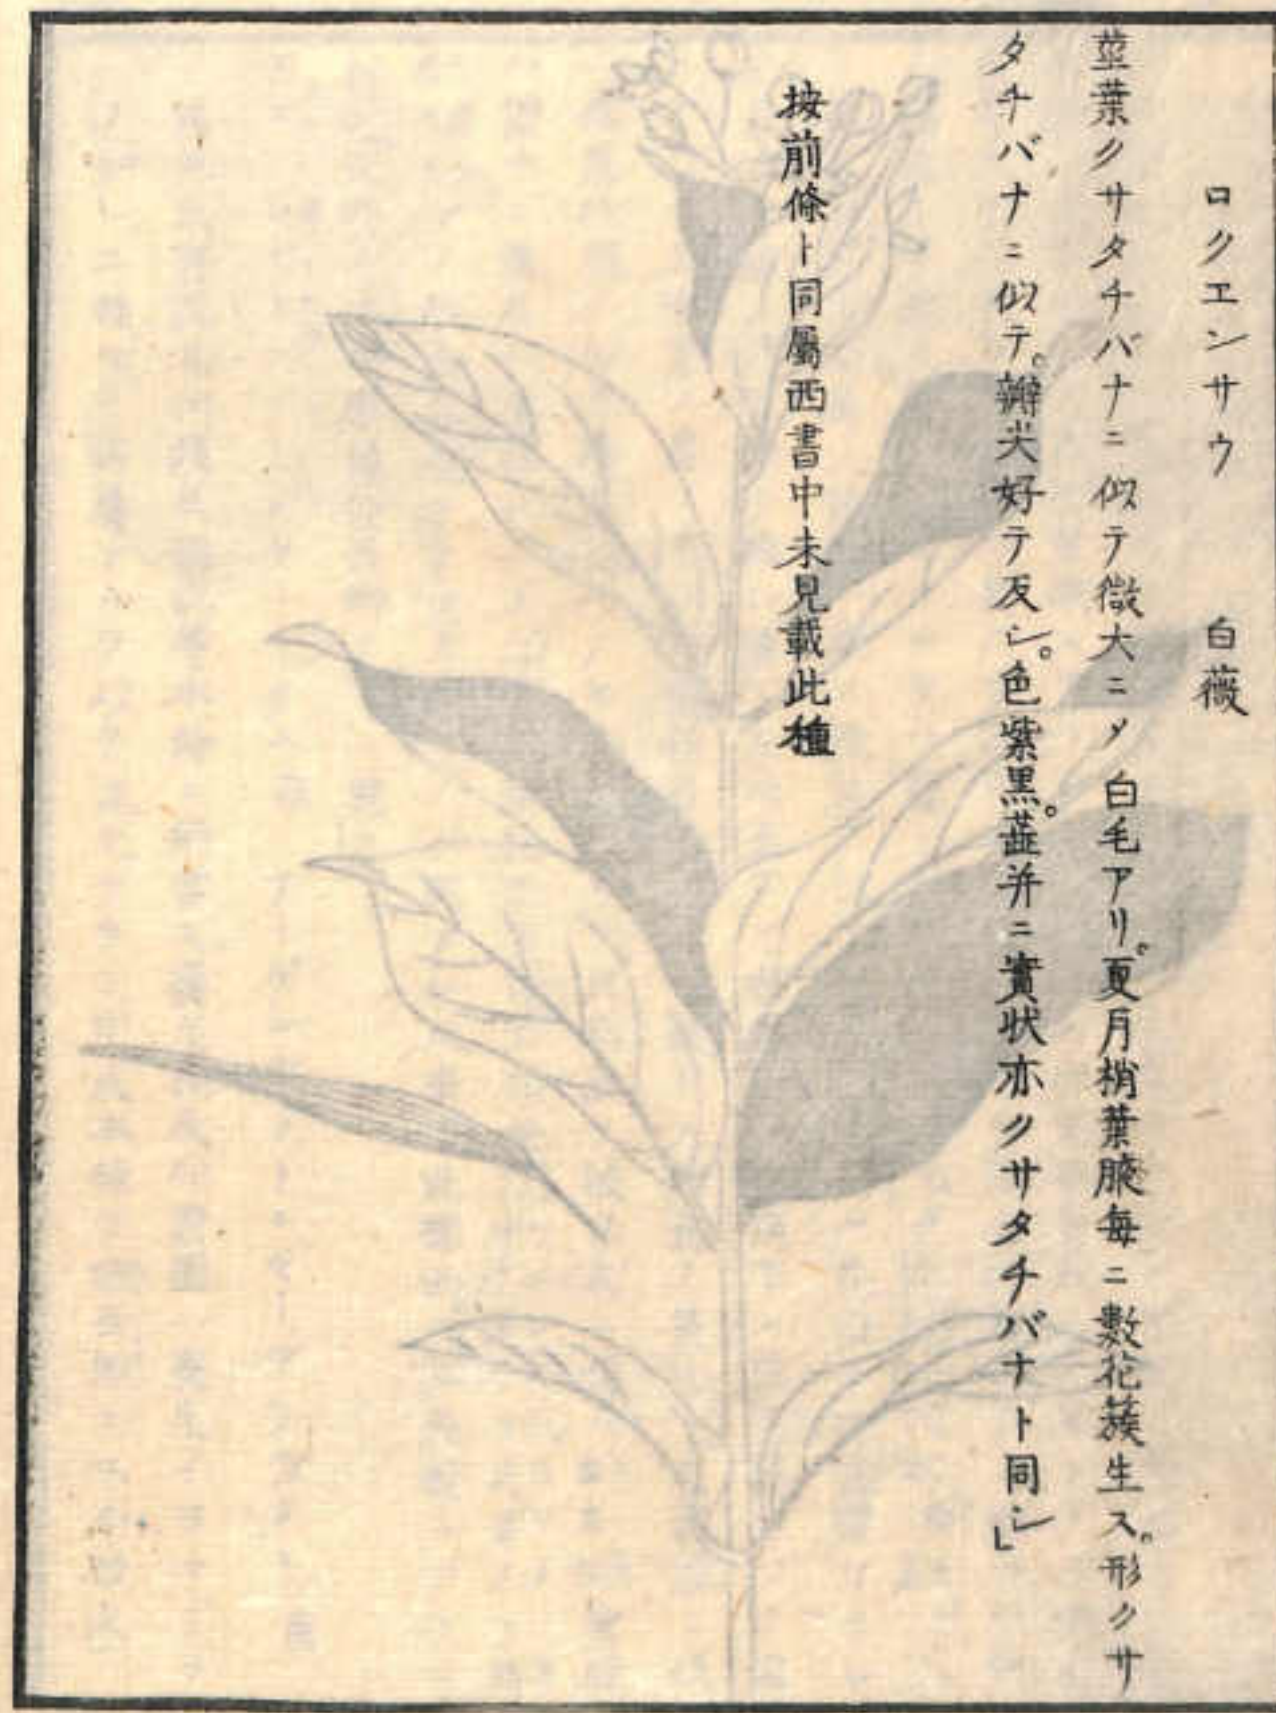 ロクエンサウ　　白薇
莖葉クサタチバナニ似テ微大ニメ白毛アリ。夏月梢葉腋每ニ數花簇生ス。形クサ
タチバナニ似テ。瓣尖好テ反シ。色紫黒。蕋并ニ實状亦クサタチバナト同シ」
按前條ト同屬西書中未見載此種